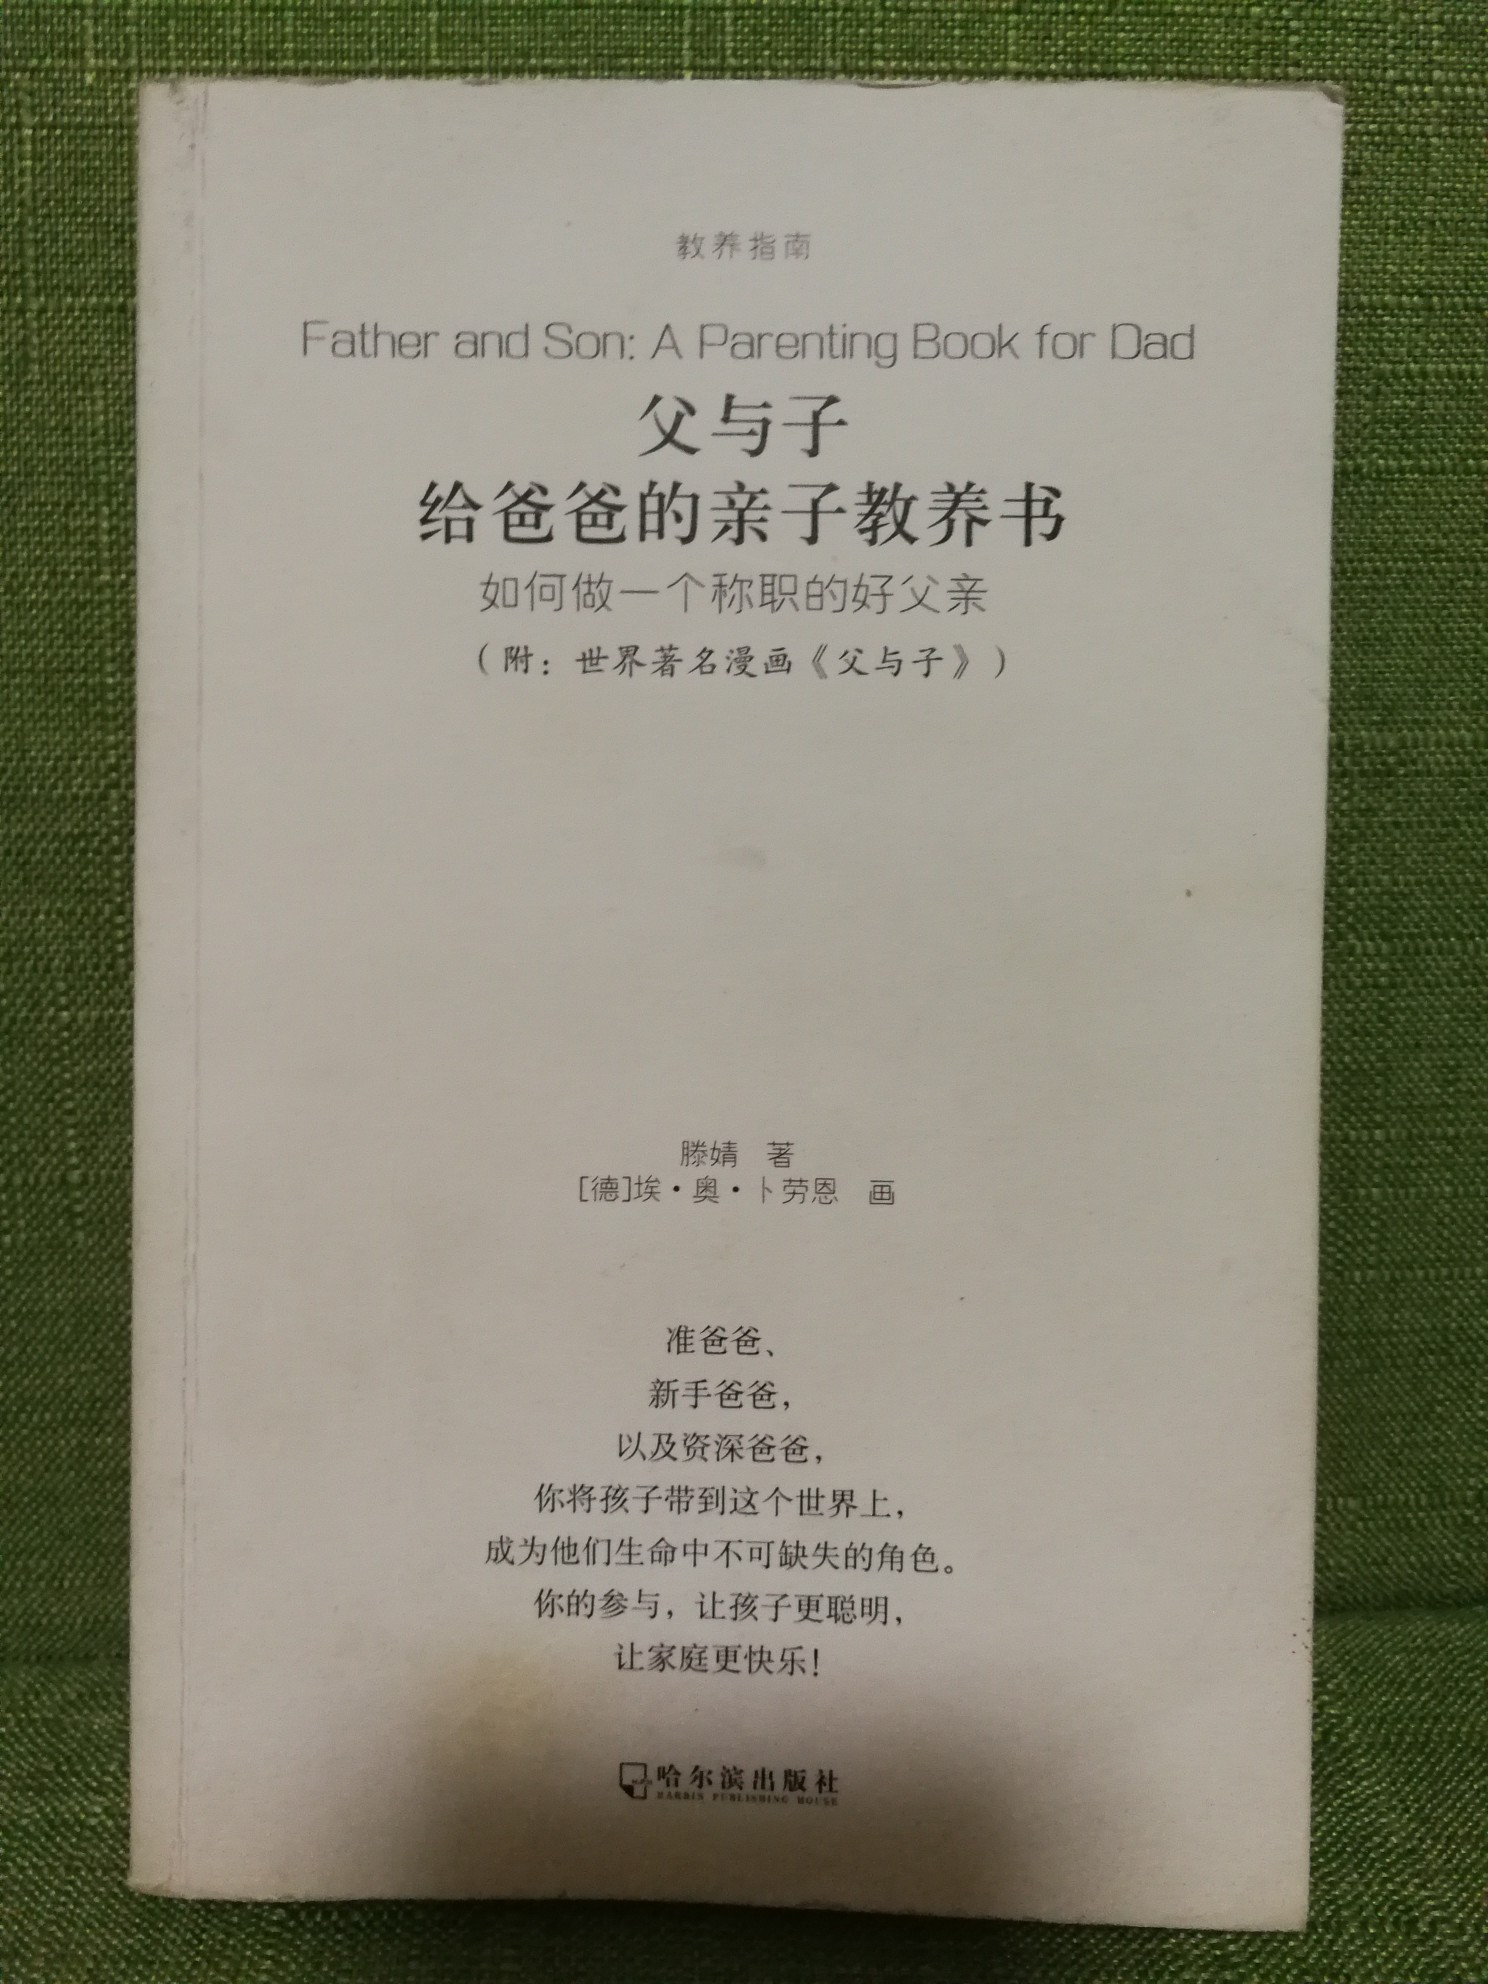 教养指南
Father and Son: A Parenting Book for Dad
父与子
给爸爸的亲子教养书
如何做一个称职的好父亲
（附：世界著名漫画《父与子》）
滕婧 著
[德]埃·奥·卜劳恩 画
准爸爸、
新手爸爸，
以及资深爸爸，
你将孩子带到这个世界上，
成为他们生命中不可缺失的角色。
你的参与，让孩子更聪明，
让家庭更快乐！
哈尔滨出版社
HARBIN PUBLISHING HOUSE